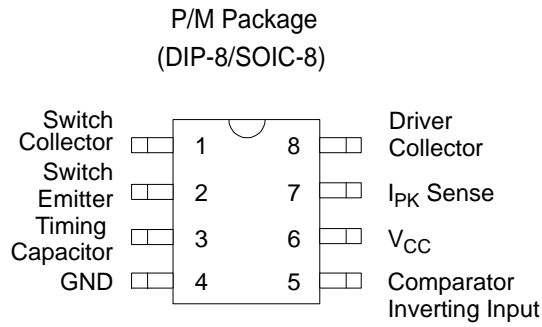 P/M Package
(DIP-8/SOIC-8)
Switch
Collector
1
8
Driver
Collector
Switch
Emitter
2
7
IPK Sense
Timing
Capacitor
3
6
VCC
GND
4
5
Comparator
Inverting Input